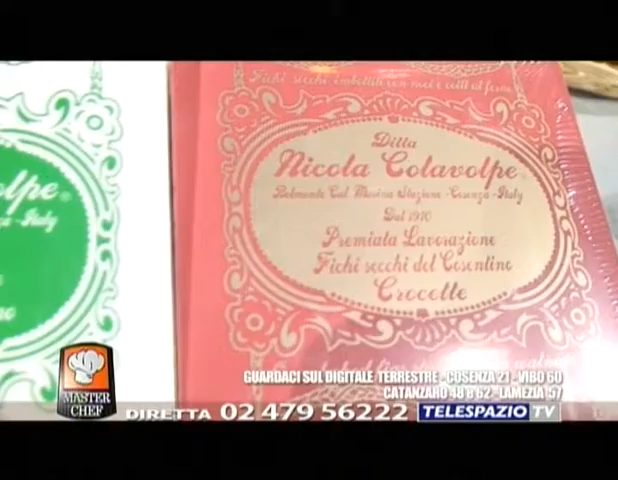 Fichi secchi imbottiti con noci e cotti al forno
Ditta
Nicola Colavolpe
Belmonte Cal. Marina Stazione - Cosenza - Italy
Dal 1910
Premiata Lavorazione
Fichi secchi del Cosentino
Crocette
olpe
Italy
GUARDACI SUL DIGITALE TERRESTRE - COSENZA 21 - VIBO 60
CATANZARO 48 & 62 - LAMEZIA 57
MASTER
CHEF
DIRETTA 02 479 56222
TELESPAZIO TV